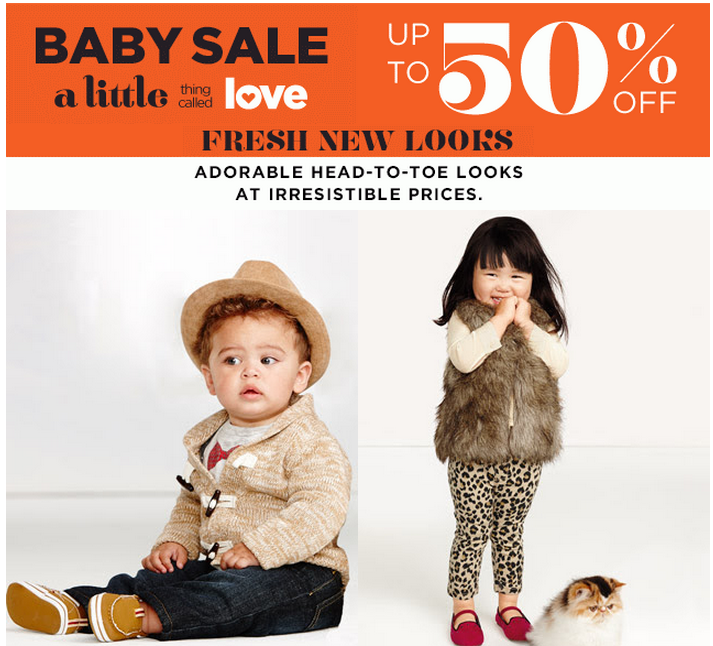 BABY SALE
a little thing called love
UP TO 50% OFF
FRESH NEW LOOKS
ADORABLE HEAD-TO-TOE LOOKS
AT IRRESISTIBLE PRICES.